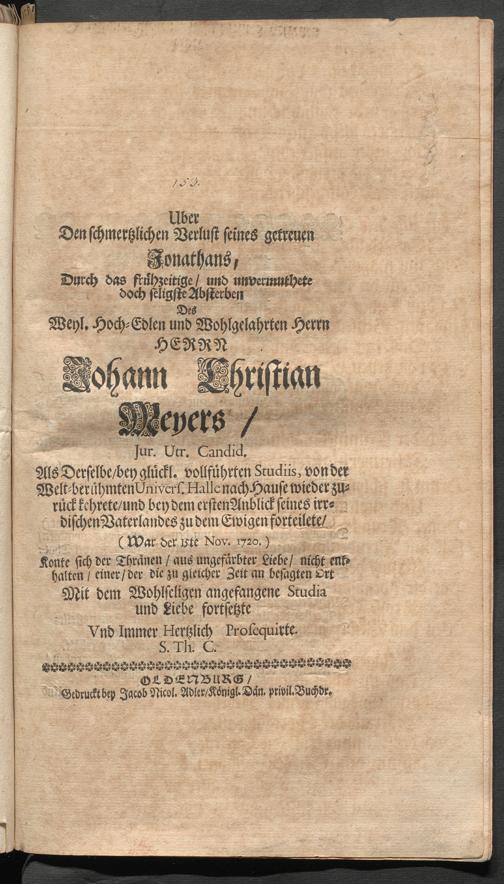 153.
Uber
Den schmertzlichen Verlust seines getreuen
Jonathans,
Durch das frühzeitige/ und unvermuthete
doch seligste Absterben
Des
Weyl. Hoch-Edlen und Wohlgelahrten Herrn
HERRN
Johann Christian
Meyers /
Jur. Utr. Candid.
Als Derselbe/bey glückl. vollführten Studiis, von der
Welt-berühmten Univers. Halle nach Hause wieder zu-
rück kehrete/und bey dem ersten Anblick seines irr-
dischen Vaterlandes zu dem Ewigen forteilete/
( War der 15te Nov. 1720. )
Konte sich der Thränen / aus ungefärbter Liebe/ nicht ent-
halten / einer/ der die zu gleicher Zeit an besagten Ort
Mit dem Wohlseligen angefangene Studia
und Liebe fortsetzte
Vnd Immer Hertzlich Prosequirte.
S. Th. C.
OLDENBURG/
Gedruckt bey Jacob Nicol. Adler/Königl. Dän. privil. Buchdr.